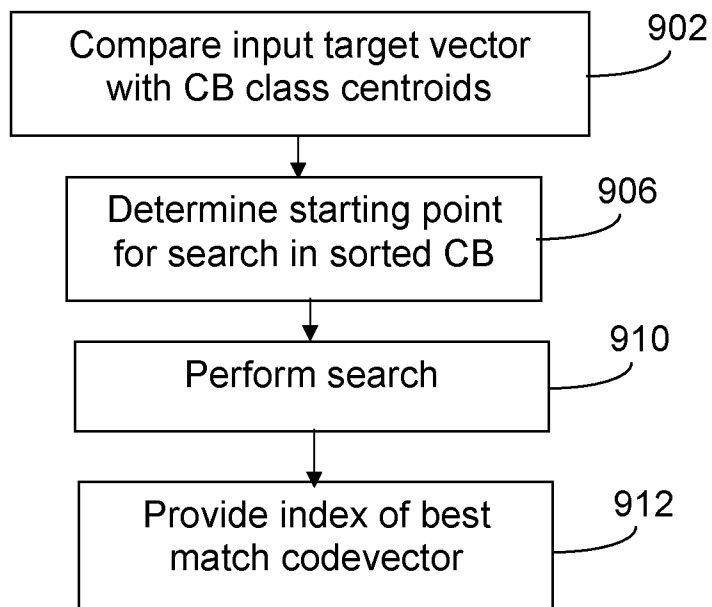 Compare input target vector
with CB class centroids
902
Determine starting point
for search in sorted CB
906
Perform search
910
Provide index of best
match codevector
912